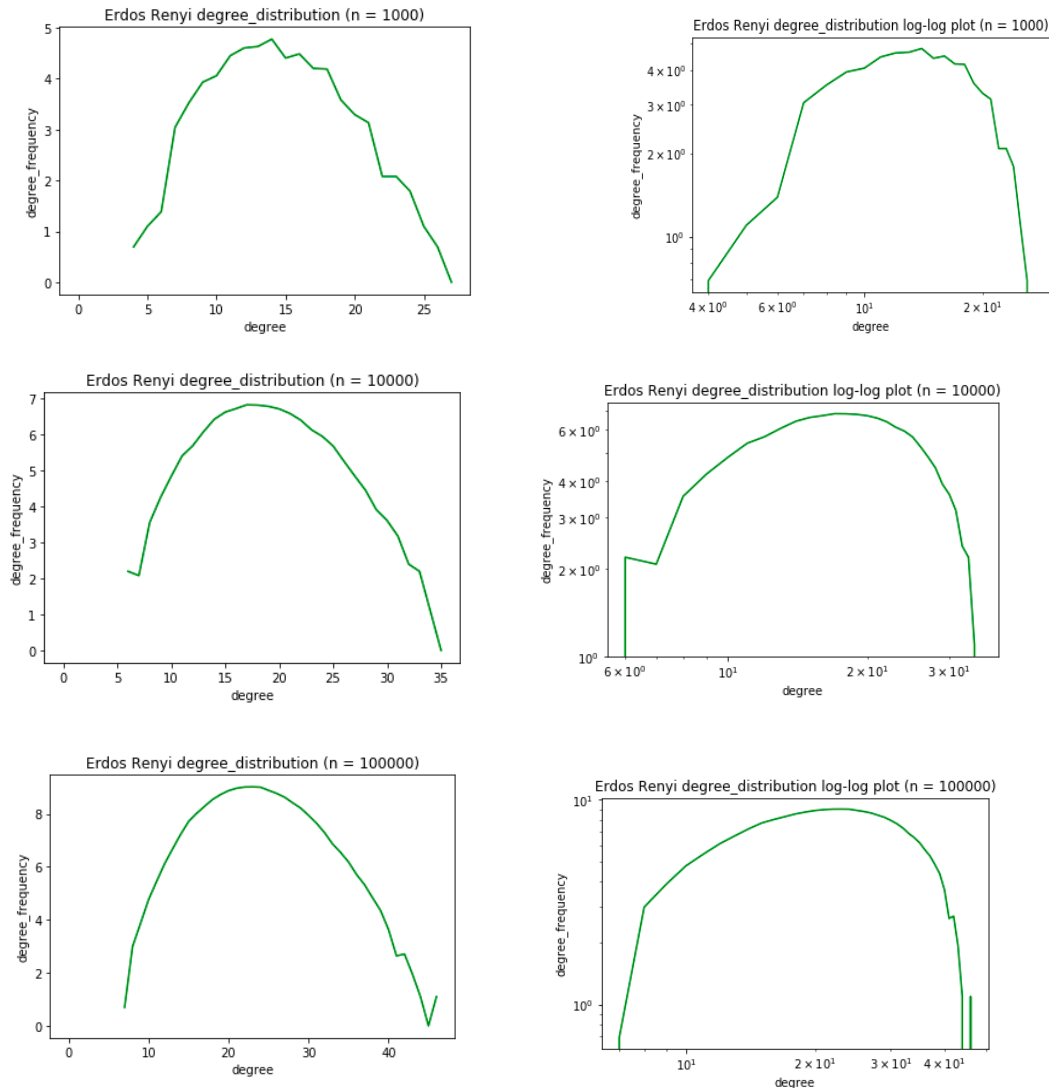 Erdos Renyi degree_distribution (n = 1000)
degree_frequency
5
4
3
2
1
0
0 5 10 15 20 25
degree
Erdos Renyi degree_distribution log-log plot (n = 1000)
degree_frequency
4 × 10⁰
3 × 10⁰
2 × 10⁰
10⁰
4 × 10⁰ 6 × 10⁰ 10¹ 2 × 10¹
degree
Erdos Renyi degree_distribution (n = 10000)
degree_frequency
7
6
5
4
3
2
1
0
0 5 10 15 20 25 30 35
degree
Erdos Renyi degree_distribution log-log plot (n = 10000)
degree_frequency
6 × 10⁰
4 × 10⁰
3 × 10⁰
2 × 10⁰
10⁰
6 × 10⁰ 10¹ 2 × 10¹ 3 × 10¹
degree
Erdos Renyi degree_distribution (n = 100000)
degree_frequency
8
6
4
2
0
0 10 20 30 40
degree
Erdos Renyi degree_distribution log-log plot (n = 100000)
degree_frequency
10¹
10⁰
10¹ 2 × 10¹ 3 × 10¹ 4 × 10¹
degree